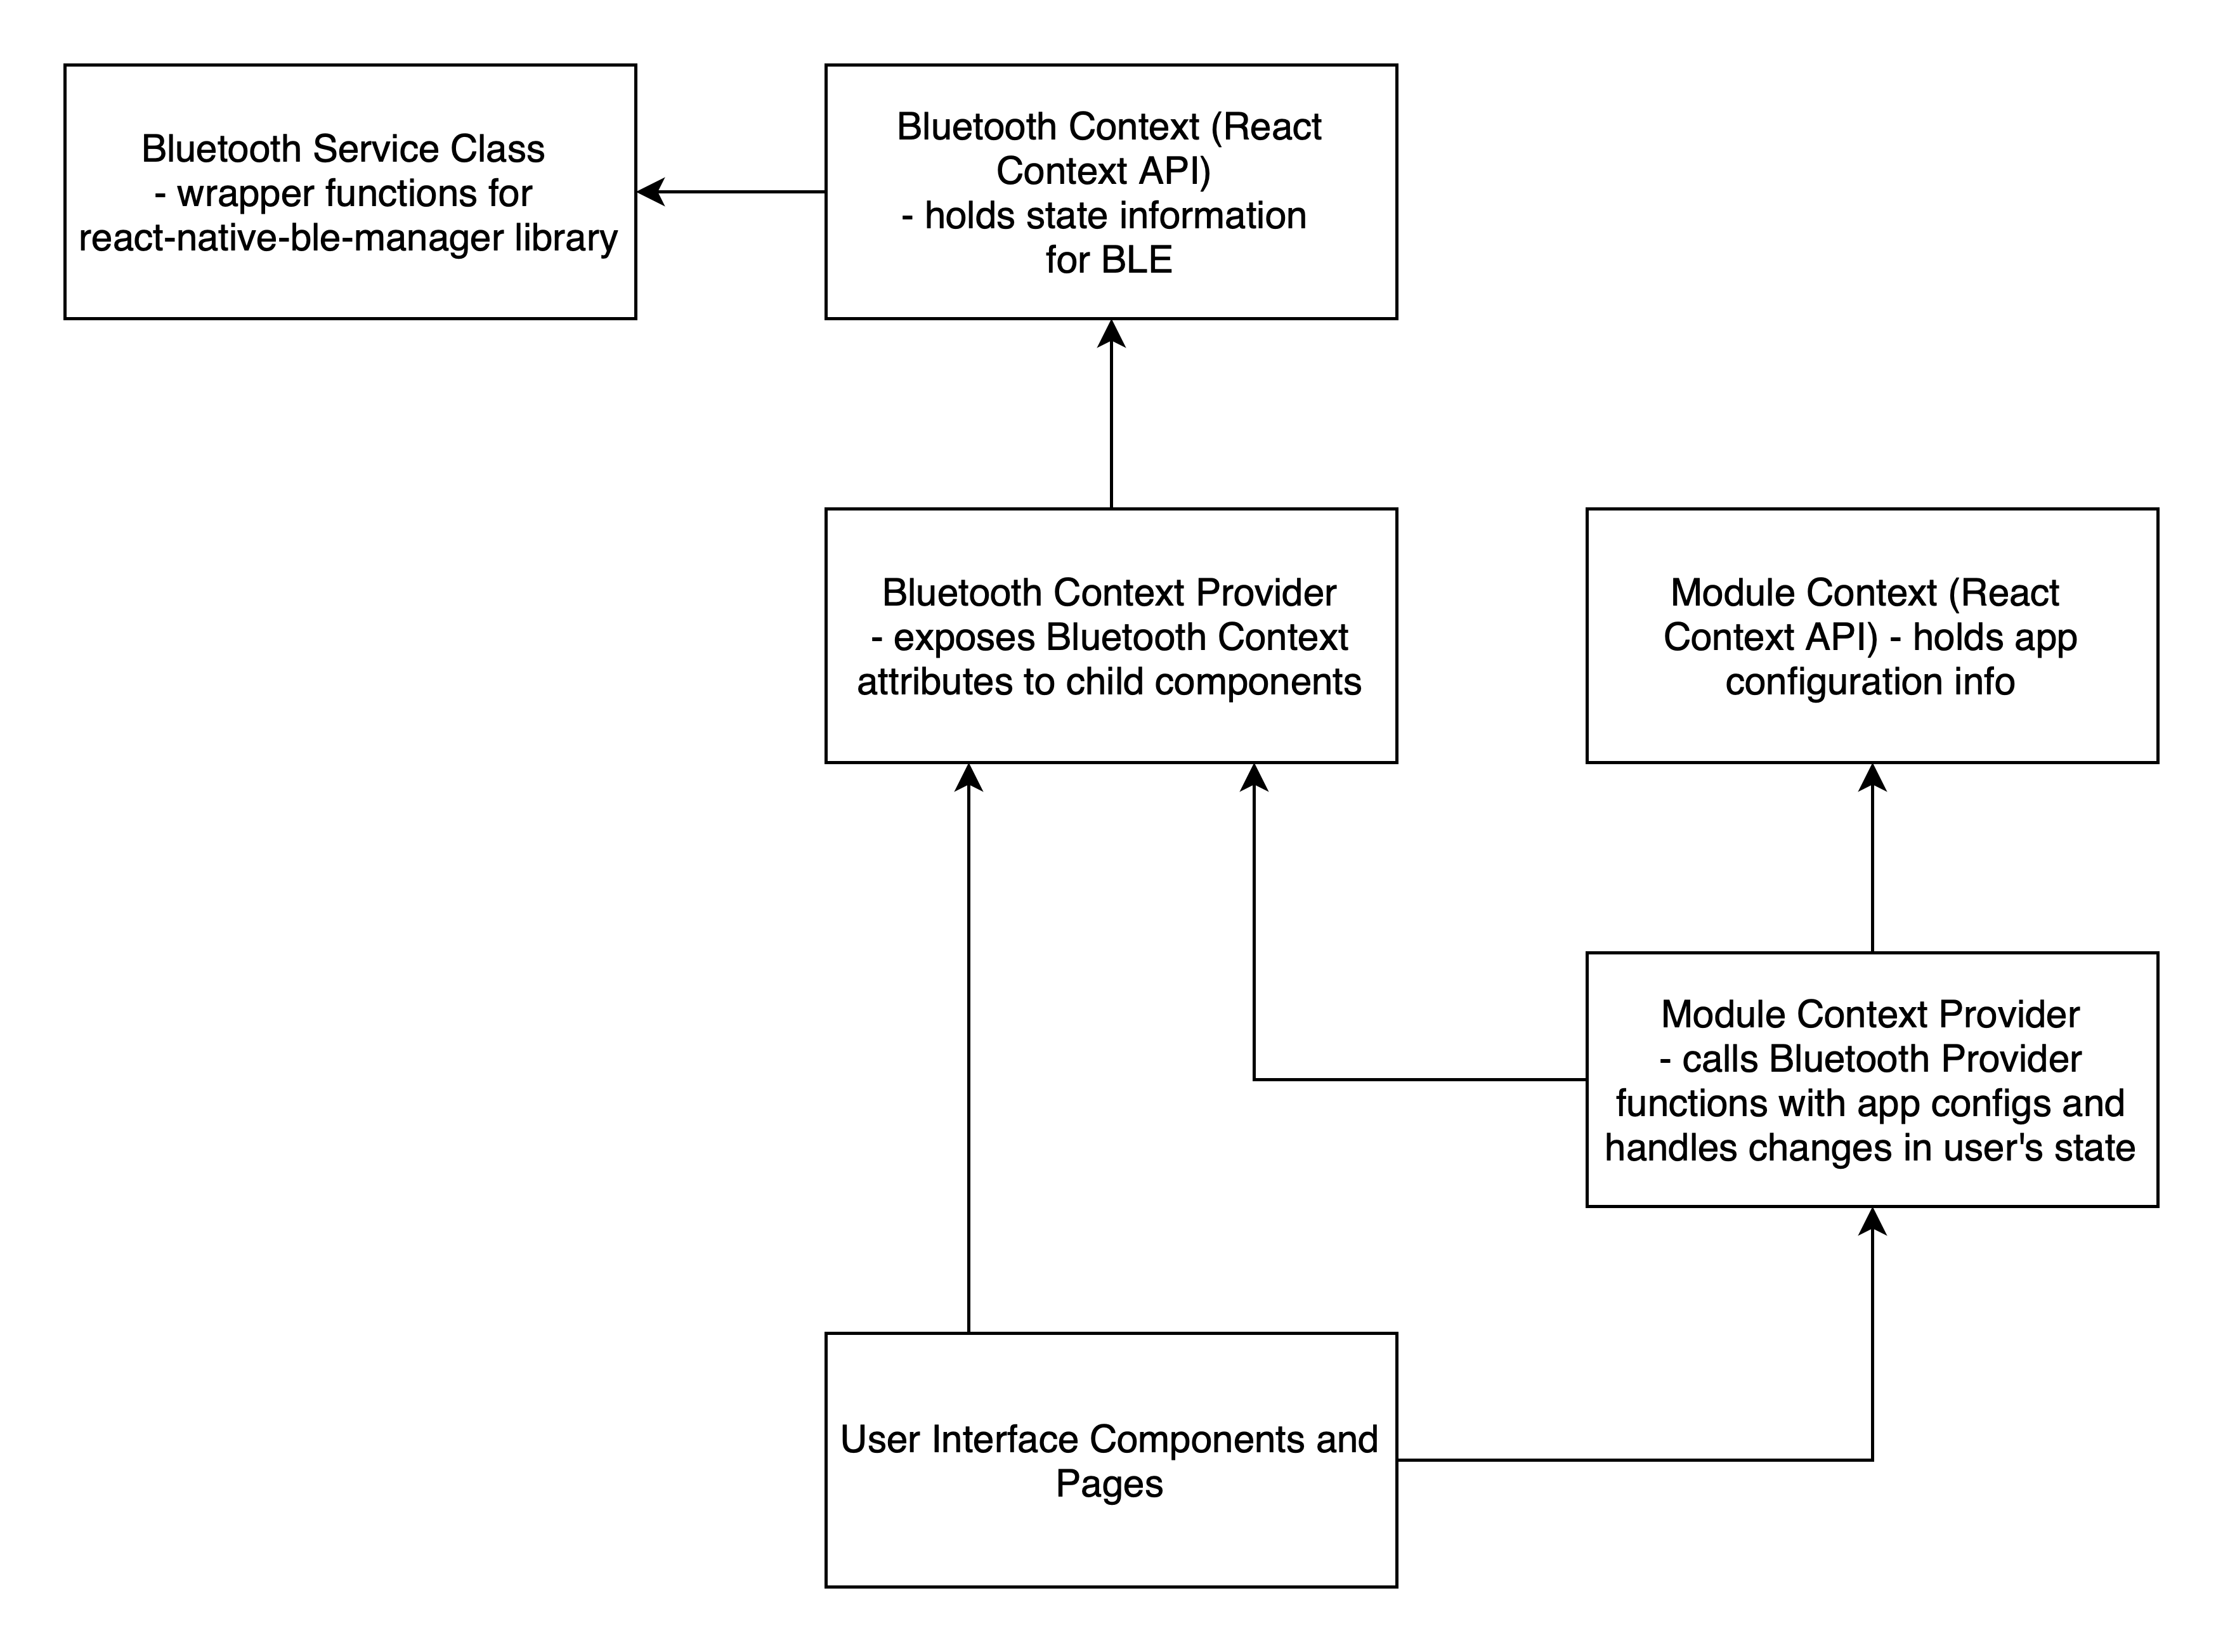 Bluetooth Service Class
- wrapper functions for
react-native-ble-manager library
Bluetooth Context (React
Context API)
- holds state information
for BLE
Bluetooth Context Provider
- exposes Bluetooth Context
attributes to child components
Module Context (React
Context API) - holds app
configuration info
Module Context Provider
- calls Bluetooth Provider
functions with app configs and
handles changes in user's state
User Interface Components and
Pages